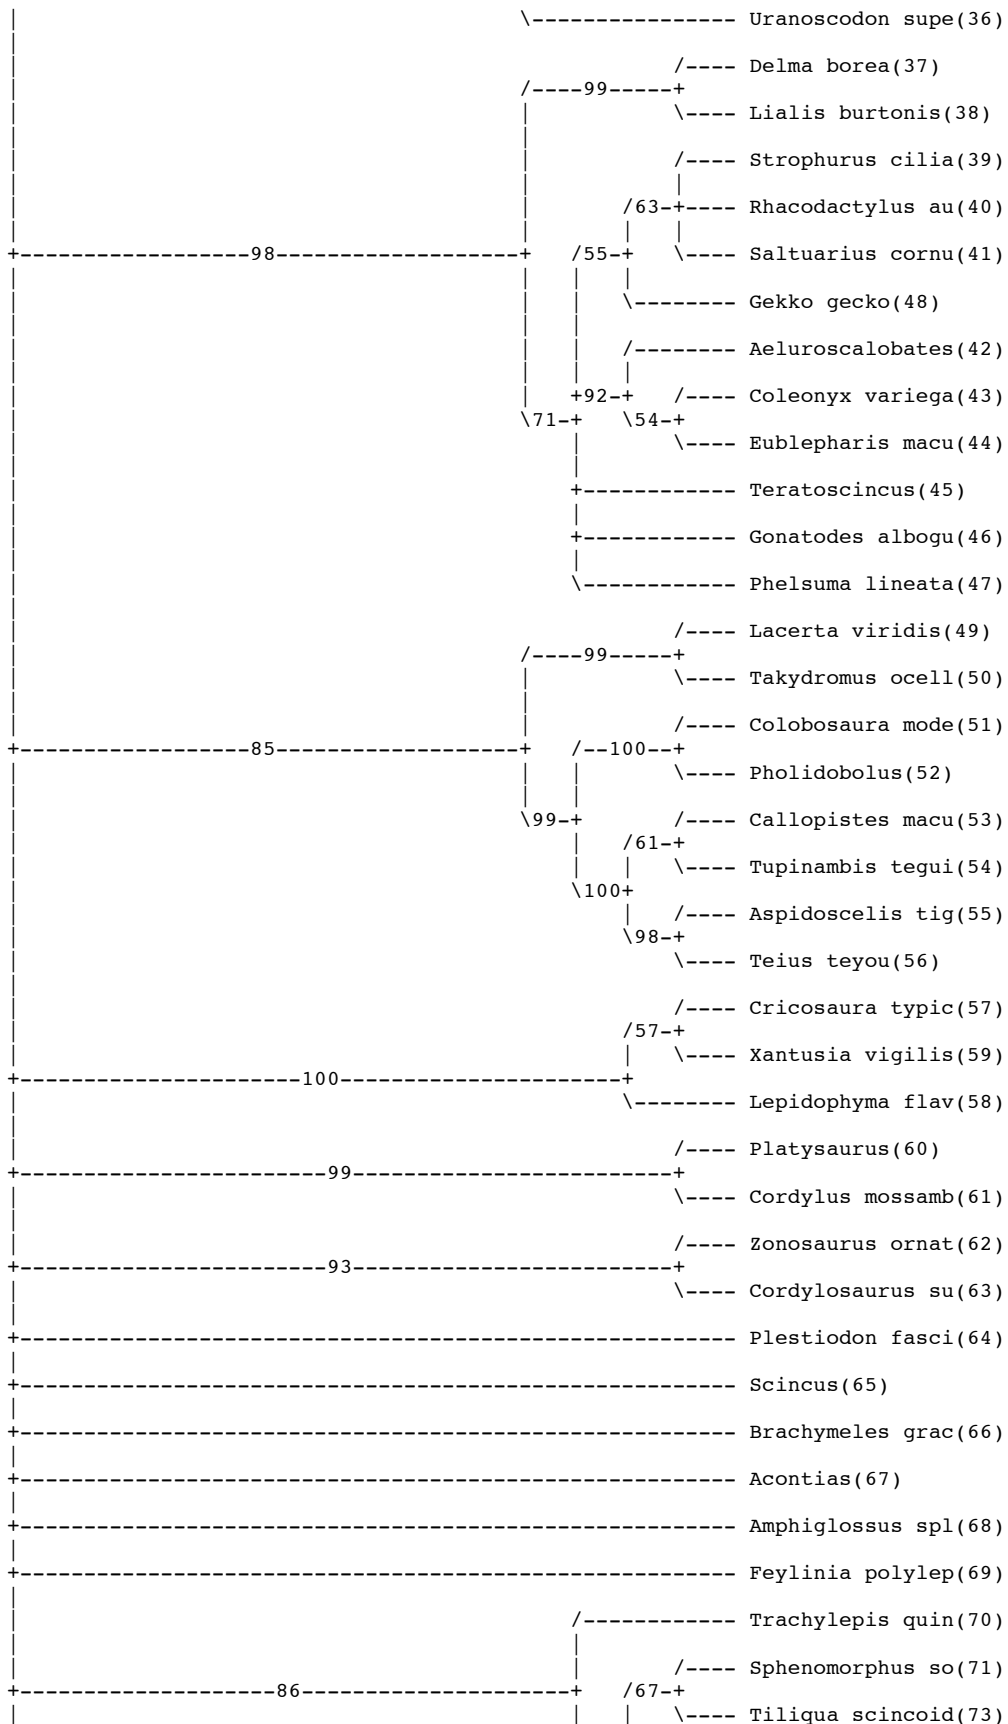 |                                               \---------------- Uranoscodon supe(36)
|
|                                                             /---- Delma borea(37)
|                                               /----99-----+
|                                               |             \---- Lialis burtonis(38)
|                                               |
|                                               |             /---- Strophurus cilia(39)
|                                               |             |
|                                               |        /63-+---- Rhacodactylus au(40)
|                                               |        |    |
+------------------98-------------------+   /55-+    \---- Saltuarius cornu(41)
|                                               |   |    |
|                                               |   |    \-------- Gekko gecko(48)
|                                               |   |
|                                               |   |    /-------- Aeluroscalobates(42)
|                                               |   |    |
|                                               |   +92-+    /---- Coleonyx variega(43)
|                                               \71-+    \54-+
|                                                    |         \---- Eublepharis macu(44)
|                                                    |
|                                                    +------------ Teratoscincus(45)
|                                                    |
|                                                    +------------ Gonatodes albogu(46)
|                                                    |
|                                                    \------------ Phelsuma lineata(47)
|
|                                                             /---- Lacerta viridis(49)
|                                               /----99-----+
|                                               |             \---- Takydromus ocell(50)
|                                               |
|                                               |             /---- Colobosaura mode(51)
+------------------85-------------------+   /--100--+
|                                               |   |         \---- Pholidobolus(52)
|                                               |   |
|                                               \99-+         /---- Callopistes macu(53)
|                                                    |    /61-+
|                                                    |    |    \---- Tupinambis tegui(54)
|                                                    \100+
|                                                         |    /---- Aspidoscelis tig(55)
|                                                         \98-+
|                                                              \---- Teius teyou(56)
|
|                                                             /---- Cricosaura typic(57)
|                                                         /57-+
|                                                         |    \---- Xantusia vigilis(59)
+----------------------100----------------------+
|                                                         \-------- Lepidophyma flav(58)
|
|                                                             /---- Platysaurus(60)
+------------------------99-------------------------+
|                                                             \---- Cordylus mossamb(61)
|
|                                                             /---- Zonosaurus ornat(62)
+------------------------93-------------------------+
|                                                             \---- Cordylosaurus su(63)
|
+-------------------------------------------------------- Plestiodon fasci(64)
|
+-------------------------------------------------------- Scincus(65)
|
+-------------------------------------------------------- Brachymeles grac(66)
|
+-------------------------------------------------------- Acontias(67)
|
+-------------------------------------------------------- Amphiglossus spl(68)
|
+-------------------------------------------------------- Feylinia polylep(69)
|
|                                                    /------------ Trachylepis quin(70)
|                                                    |
|                                                    |         /---- Sphenomorphus so(71)
+--------------------86---------------------+   /67-+
|                                                    |    |    \---- Tiliqua scincoid(73)